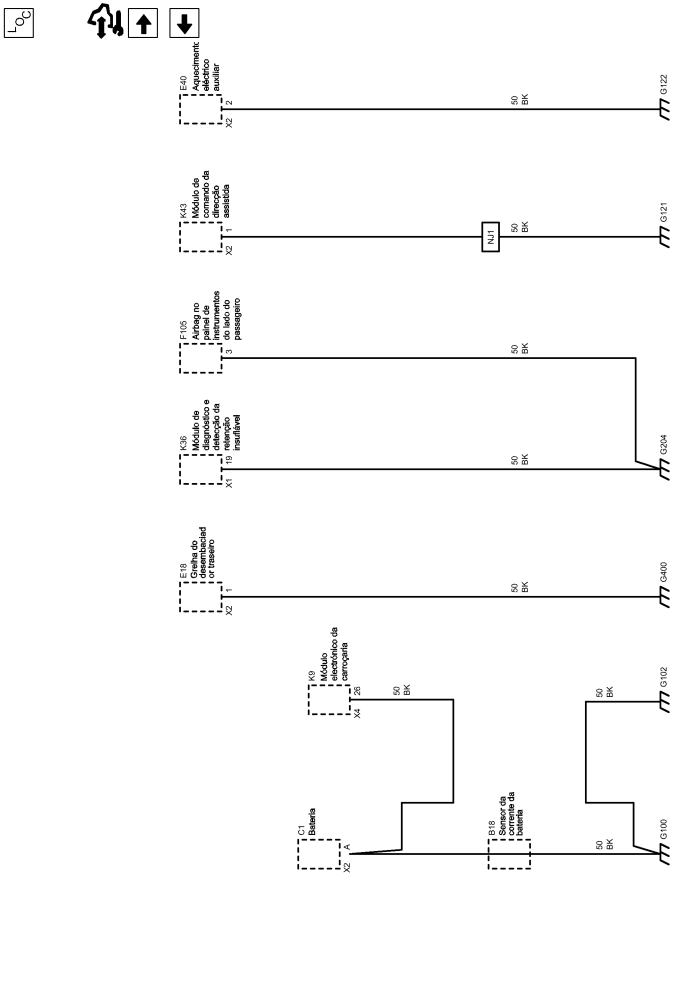 LOC
E40
Aqueciment
eléctrico
auxiliar
2
X2
50
BK
G122
K43
Módulo de
comando da
direcção
assistida
1
X2
NJ1
50
BK
G121
F105
Airbag no
painel de
instrumentos
do lado do
passageiro
3
50
BK
K36
Módulo de
diagnóstico e
detecção da
retenção
insuflável
19
X1
50
BK
G204
E18
Grelha do
desembaciad
or traseiro
1
X2
50
BK
G400
K9
Módulo
electrónico da
carroçaria
26
X4
50
BK
50
BK
G102
C1
Bateria
A
X2
B18
Sensor da
corrente da
bateria
50
BK
G100